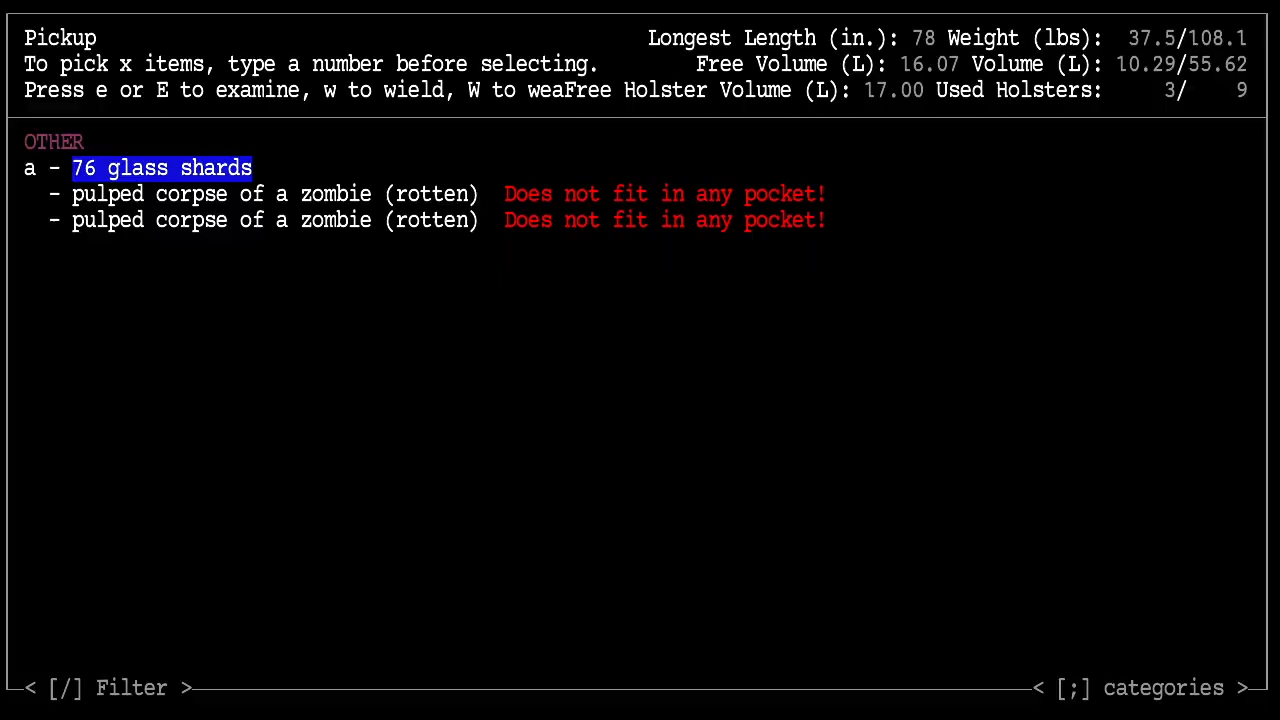 Pickup Longest Length (in.): 78 Weight (lbs): 37.5/108.1
To pick x items, type a number before selecting. Free Volume (L): 16.07 Volume (L): 10.29/55.62
Press e or E to examine, w to wield, W to weaFree Holster Volume (L): 17.00 Used Holsters: 3/ 9
OTHER
a - 76 glass shards
- pulped corpse of a zombie (rotten) Does not fit in any pocket!
- pulped corpse of a zombie (rotten) Does not fit in any pocket!
< [/] Filter > < [;] categories >